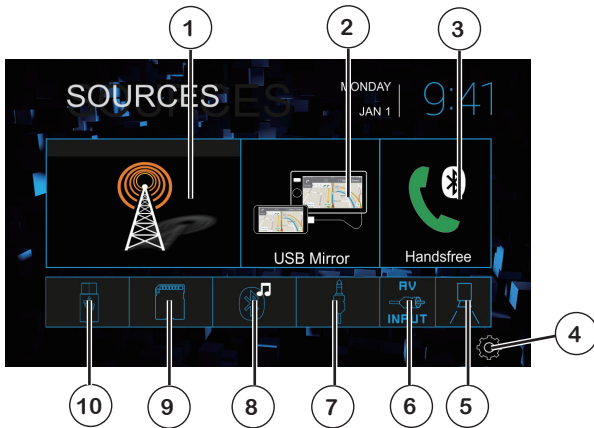 1
2
3
SOURCES
MONDAY
JAN 1
9:41
USB Mirror
Handsfree
AV
INPUT
4
10
9
8
7
6
5